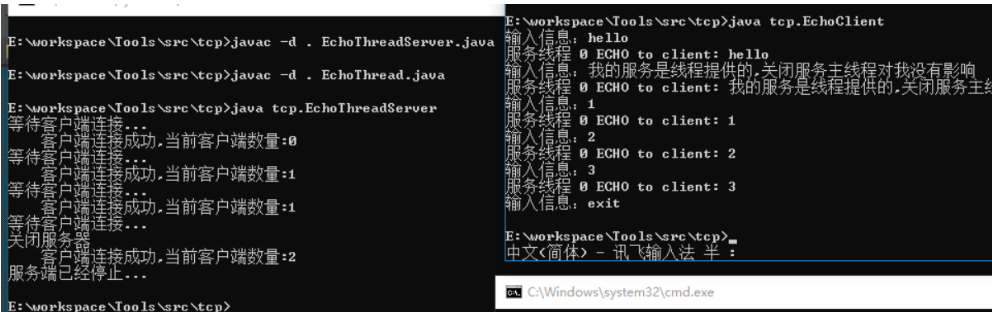 E:\workspace\Tools\src\tcp>javac -d . EchoThreadServer.java
E:\workspace\Tools\src\tcp>javac -d . EchoThread.java
E:\workspace\Tools\src\tcp>java tcp.EchoThreadServer
等待客户端连接...
客户端连接成功,当前客户端数量:0
等待客户端连接...
客户端连接成功,当前客户端数量:1
等待客户端连接...
客户端连接成功,当前客户端数量:1
等待客户端连接...
关闭服务器
客户端连接成功,当前客户端数量:2
服务端已经停止...
E:\workspace\Tools\src\tcp>
E:\workspace\Tools\src\tcp>java tcp.EchoClient
输入信息: hello
服务线程 0 ECHO to client: hello
输入信息: 我的服务是线程提供的,关闭服务主线程对我没有影响
服务线程 0 ECHO to client: 我的服务是线程提供的,关闭服务主线
输入信息: 1
服务线程 0 ECHO to client: 1
输入信息: 2
服务线程 0 ECHO to client: 2
输入信息: 3
服务线程 0 ECHO to client: 3
输入信息: exit
E:\workspace\Tools\src\tcp>
中文(简体) - 讯飞输入法 半 :
C:\Windows\system32\cmd.exe